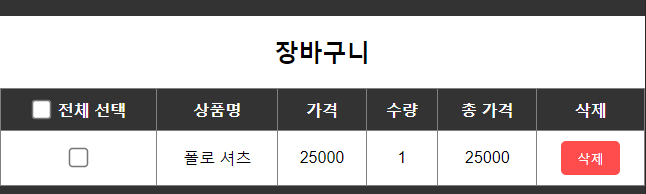 장바구니
전체 선택 상품명 가격 수량 총 가격 삭제
폴로 셔츠 25000 1 25000 삭제